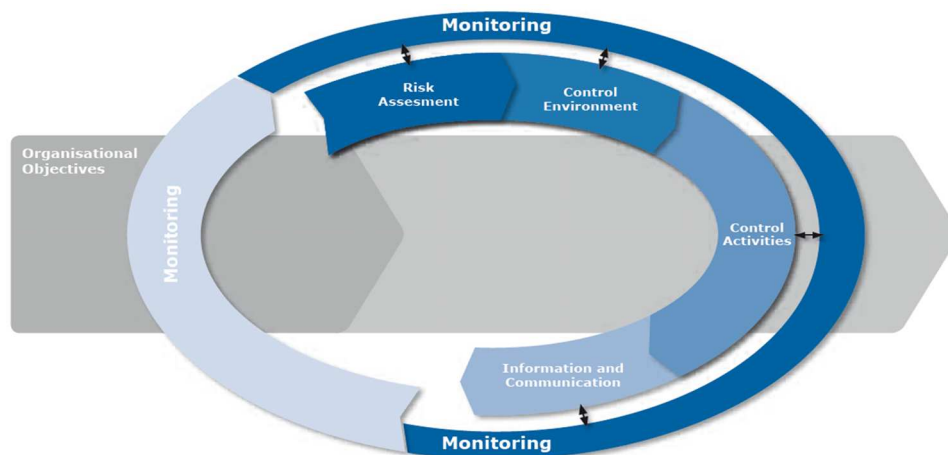 Monitoring
Risk
Assesment
Control
Environment
Organisational
Objectives
Monitoring
Control
Activities
Information and
Communication
Monitoring